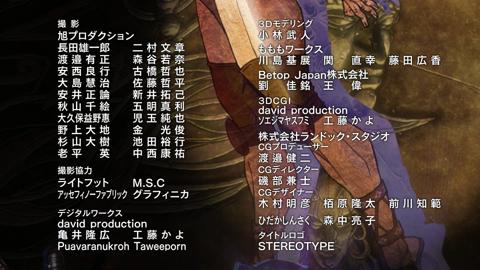 撮 影
旭プロダクション
長田雄一郎 二村文章
渡邉有正 森谷若奈
安西良行 古橋哲也
大島慧治 佐藤哲平
安井正諭 新井拓己
秋山千絵 五明真利
大久保益野恵 児玉純也
野上大地 金 光俊
杉山大樹 池田裕行
老平 英 中西康祐
撮影協力
ライトフット M.S.C
アッセフィノーファブリック グラフィニカ
デジタルワークス
david production
亀井隆広 工藤かよ
Puavaranukroh Taweeporn
3Dモデリング
小林武人
もももワークス
川島基展 関 直幸 藤田広香
Betop Japan株式会社
劉 佳銘 王 偉
3DCGI
david production
ソエジマヤスフミ 工藤かよ
株式会社ランドック・スタジオ
CGプロデューサー
渡邉健二
CGディレクター
磯部兼士
CGデザイナー
木村明彦 栢原隆太 前川知範
ひだかしんさく 森中亮子
タイトルロゴ
STEREOTYPE